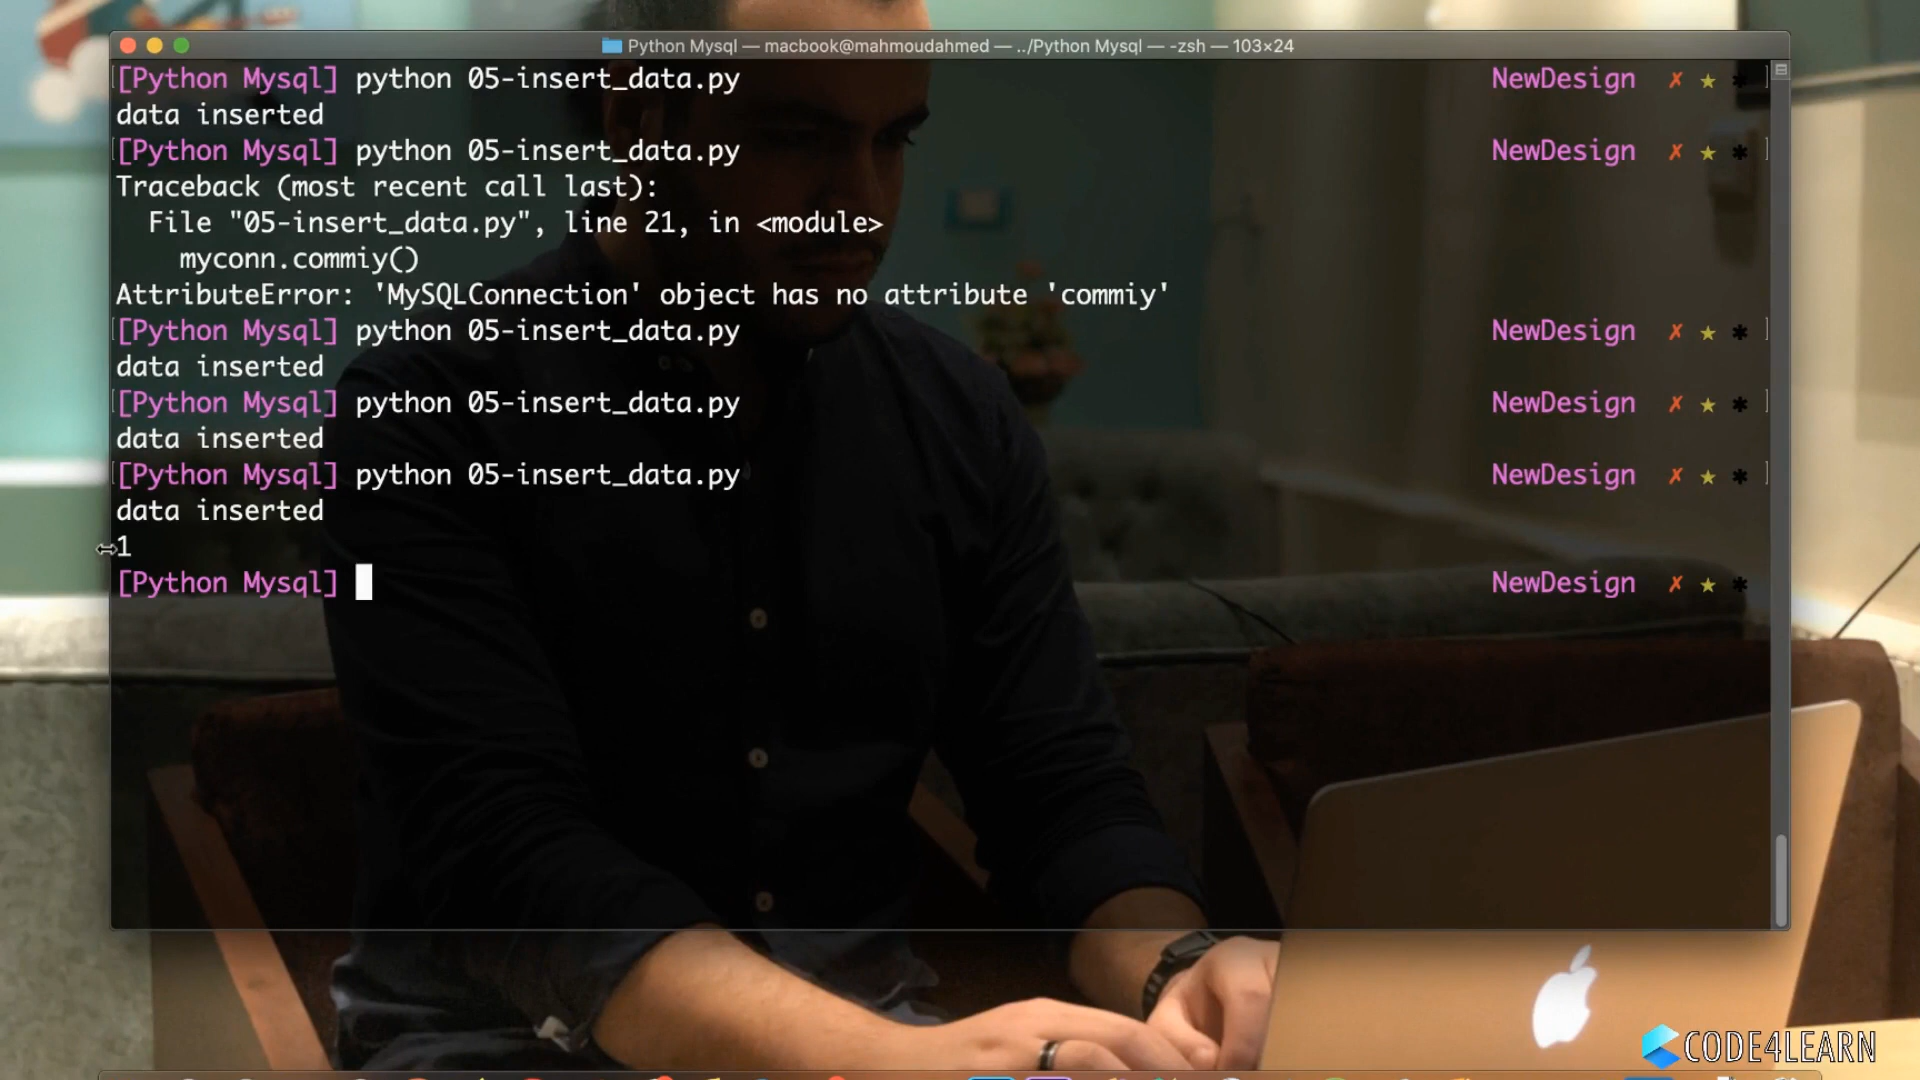 Python Mysql — macbook@mahmoudahmed — ../Python Mysql — -zsh — 103×24
[Python Mysql] python 05-insert_data.py NewDesign ✗ ★ ✱
data inserted
[Python Mysql] python 05-insert_data.py NewDesign ✗ ★ ✱
Traceback (most recent call last):
File "05-insert_data.py", line 21, in <module>
myconn.commiy()
AttributeError: 'MySQLConnection' object has no attribute 'commiy'
[Python Mysql] python 05-insert_data.py NewDesign ✗ ★ ✱
data inserted
[Python Mysql] python 05-insert_data.py NewDesign ✗ ★ ✱
data inserted
[Python Mysql] python 05-insert_data.py NewDesign ✗ ★ ✱
data inserted
1
[Python Mysql] NewDesign ✗ ★ ✱
CODE4LEARN